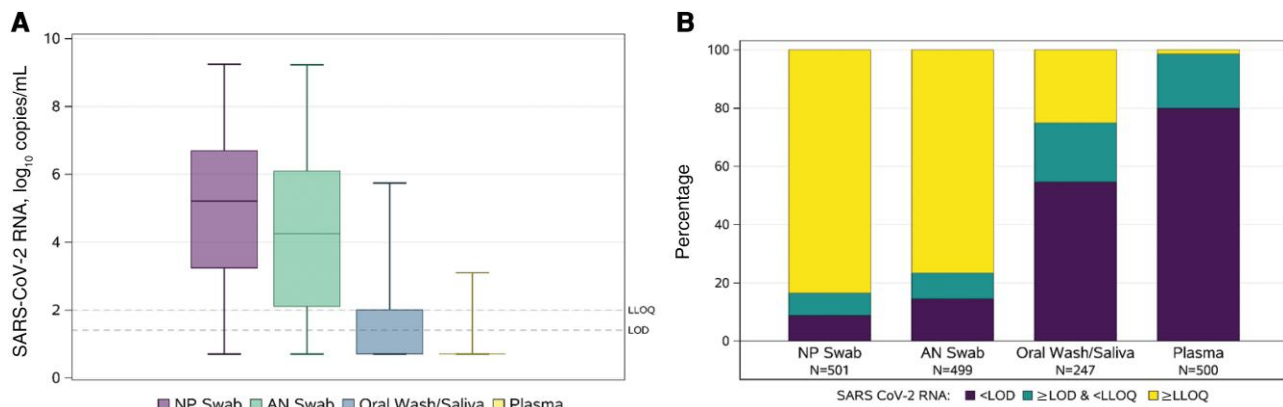 A
SARS-CoV-2 RNA, log10 copies/mL
10
8
6
4
2
0
LLOQ
LOD
NP Swab AN Swab Oral Wash/Saliva Plasma
B
Percentage
100
80
60
40
20
0
NP Swab AN Swab Oral Wash/Saliva Plasma
N=501 N=499 N=247 N=500
SARS CoV-2 RNA: <LOD ≥LOD & <LLOQ ≥LLOQ